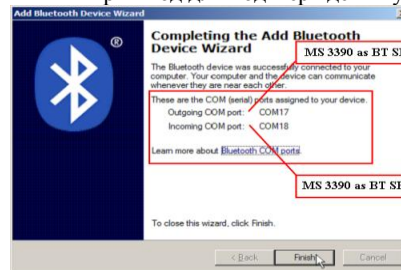 Add Bluetooth Device Wizard
®
Completing the Add Bluetooth
Device Wizard
MS 3390 as BT
The Bluetooth device was successfully connected to your
computer. Your computer and the device can communicate
whenever they are near each other.
These are the COM (serial) ports assigned to your device.
Outgoing COM port: COM17
Incoming COM port: COM18
Learn more about Bluetooth COM ports.
MS 3390 as BT
To close this wizard, click Finish.
< Back
Finish
Cancel